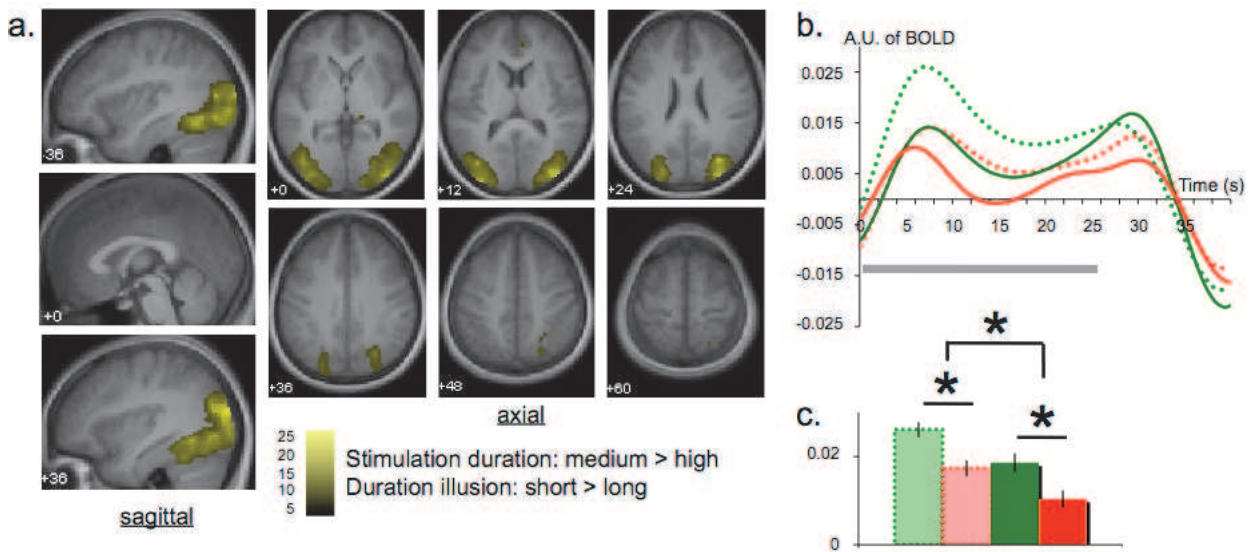 a.
-36
+0
+36
sagittal
+0
+12
+24
+36
+48
+60
axial
25
20
15
10
5
Stimulation duration: medium > high
Duration illusion: short > long
b.
A.U. of BOLD
0.025
0.015
0.005
-0.005
-0.015
-0.025
Time (s)
0 5 10 15 20 25 30 35
*
*
*
c.
0.02
0